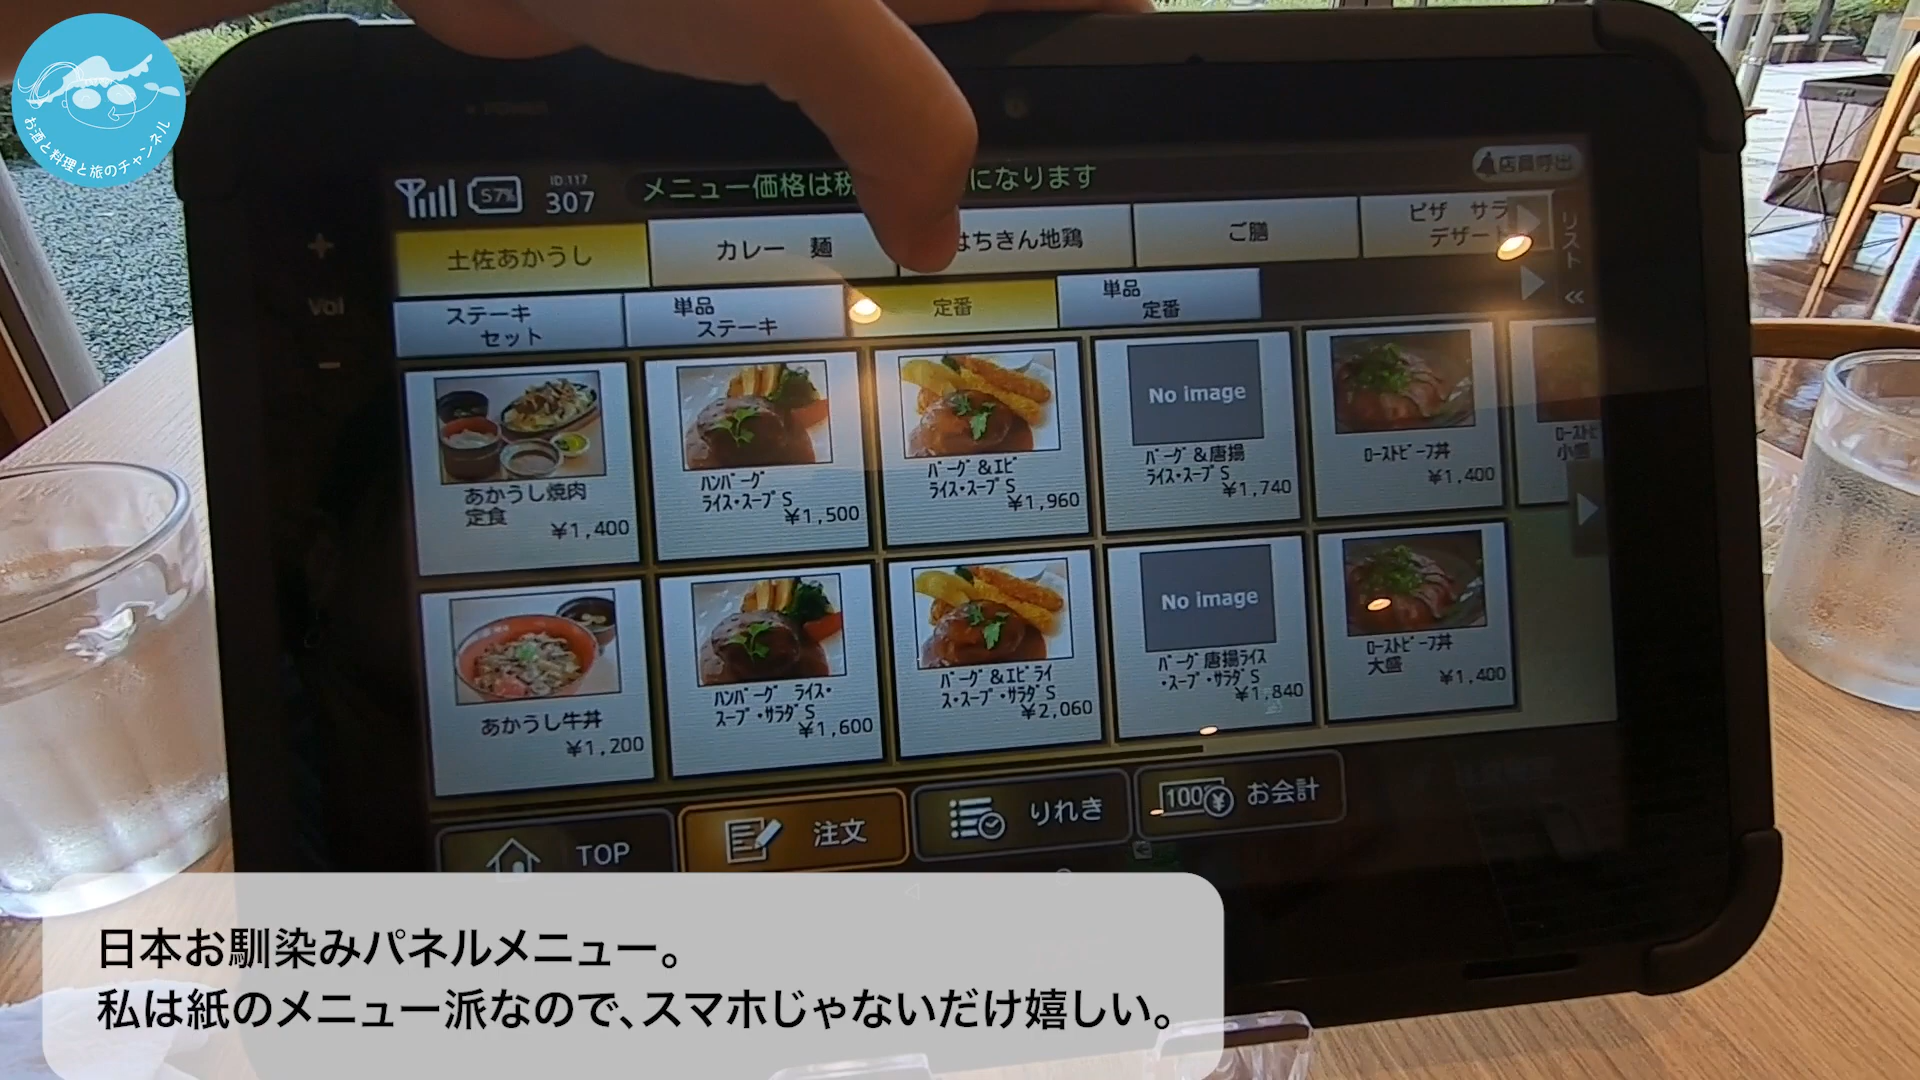 お酒と料理と旅のチャンネル
57%
ID:117
307
メニュー価格は税
になります
店員呼出
土佐あかうし
カレー 麺
はちきん地鶏
ご膳
ピザ サラ
デザート
リスト
Vol
ステーキ
セット
単品
ステーキ
定番
単品
定番
あかうし焼肉
定食
¥1,400
ハンバーグ
ライス・スープS
¥1,500
バーグ&エビ
ライス・スープS
¥1,960
No image
バーグ&唐揚
ライス・スープS
¥1,740
ローストビーフ丼
¥1,400
小盛
あかうし牛丼
¥1,200
ハンバーグ ライス・
スープ・サラダS
¥1,600
バーグ&エビライ
ス・スープ・サラダS
¥2,060
No image
バーグ唐揚ライス
・スープ・サラダS
¥1,840
ローストビーフ丼
大盛
¥1,400
TOP
注文
りれき
お会計
日本お馴染みパネルメニュー。
私は紙のメニュー派なので、スマホじゃないだけ嬉しい。